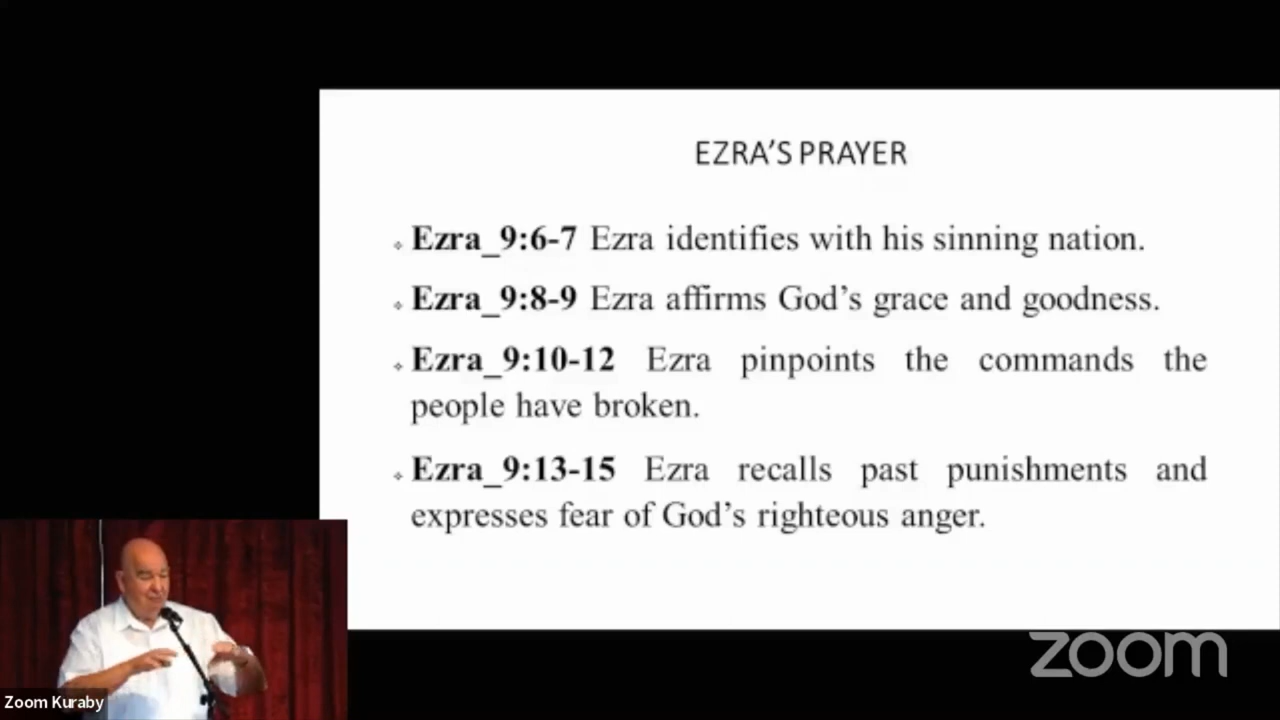 EZRA'S PRAYER
Ezra_9:6-7 Ezra identifies with his sinning nation.
Ezra_9:8-9 Ezra affirms God's grace and goodness.
Ezra_9:10-12 Ezra pinpoints the commands the
people have broken.
Ezra_9:13-15 Ezra recalls past punishments and
expresses fear of God's righteous anger.
zoom
Zoom Kuraby